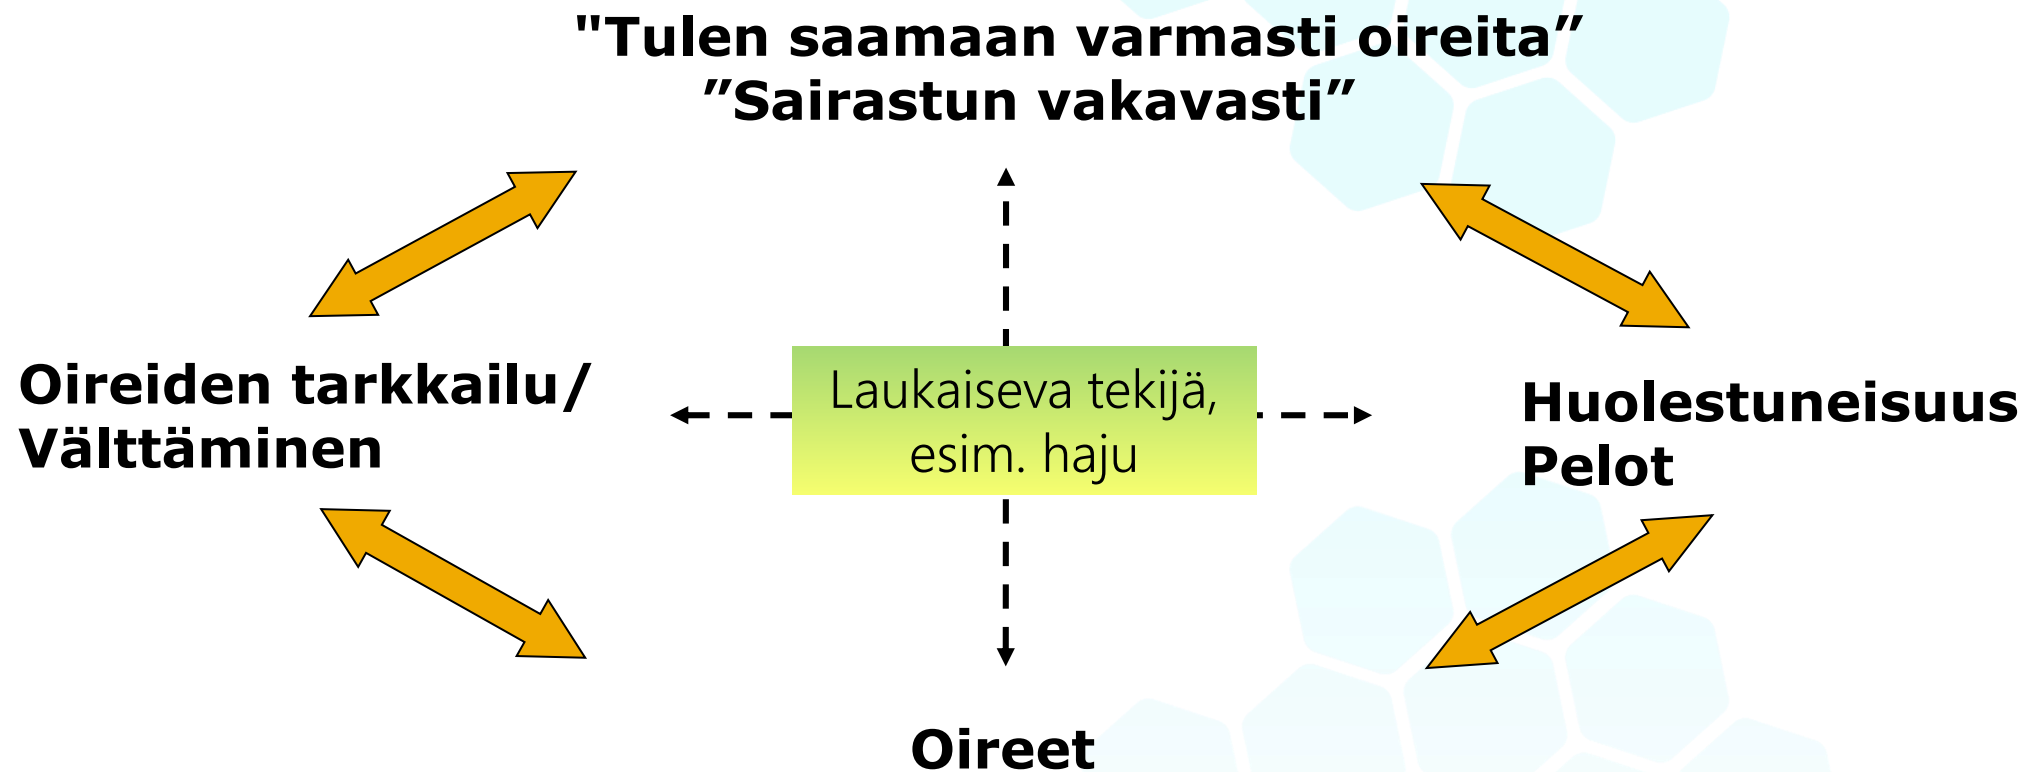 "Tulen saamaan varmasti oireita”
”Sairastun vakavasti”
Oireiden tarkkailu/
Välttäminen
Laukaiseva tekijä,
esim. haju
Huolestuneisuus
Pelot
Oireet